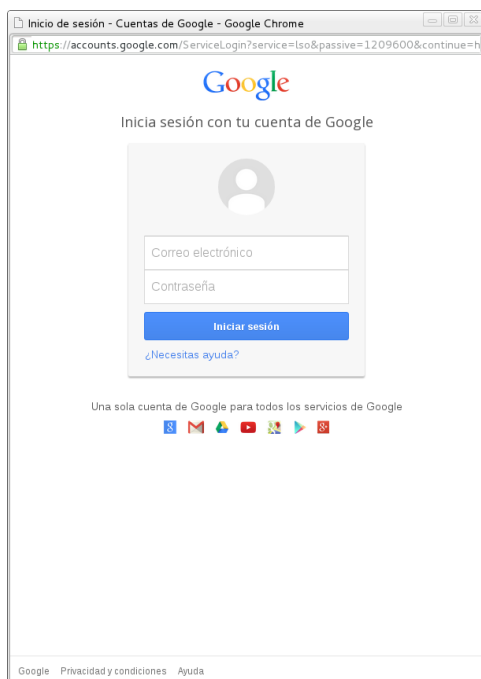 Inicio de sesión - Cuentas de Google - Google Chrome
https://accounts.google.com/ServiceLogin?service=lso&passive=1209600&continue=h
Google
Inicia sesión con tu cuenta de Google
Correo electrónico
Contraseña
Iniciar sesión
¿Necesitas ayuda?
Una sola cuenta de Google para todos los servicios de Google
Google Privacidad y condiciones Ayuda